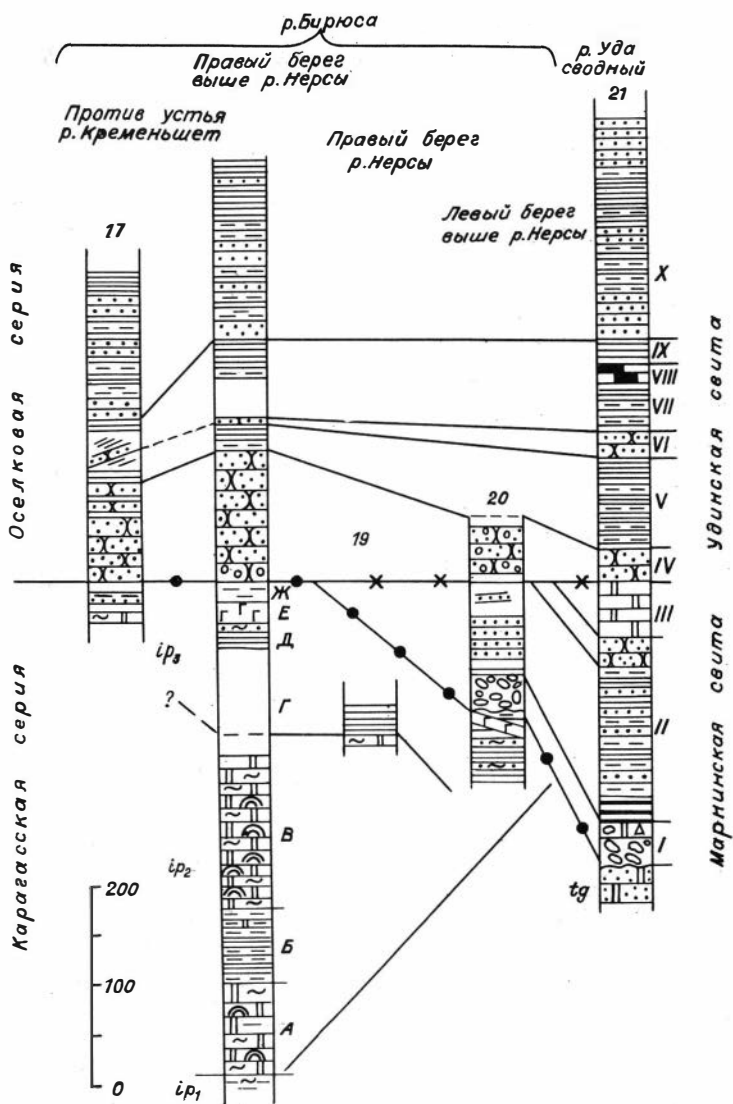 р. Бирюса
Правый берег
выше р. Нерсы
р. Уда
сводный
21
Против устья
р. Кременьшет
17
Правый берег
р. Нерсы
Левый берег
выше р. Нерсы
20
19
Оселковая серия
Карагасская серия
Удинская свита
Марнинская свита
X
IX
VIII
VII
VI
V
IV
III
II
I
tg
Ж
Е
Д
Г
В
Б
А
ip₃
?
ip₂
ip₁
200
100
0